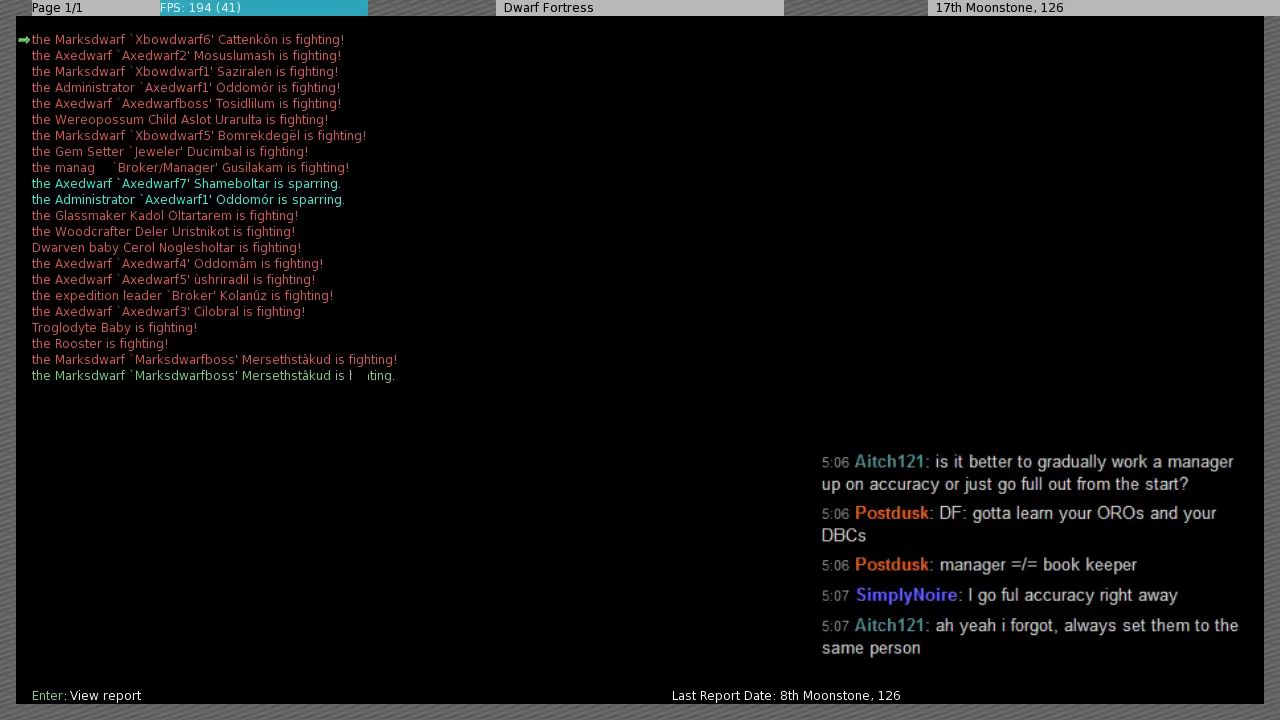 Page 1/1 FPS: 194 (41) Dwarf Fortress 17th Moonstone, 126
the Marksdwarf `Xbowdwarf6' Cattenkôn is fighting!
the Axedwarf `Axedwarf2' Mosuslumash is fighting!
the Marksdwarf `Xbowdwarf1' Saziralen is fighting!
the Administrator `Axedwarf1' Oddomór is fighting!
the Axedwarf `Axedwarfboss' Tosidlilum is fighting!
the Wereopossum Child Aslot Urarulta is fighting!
the Marksdwarf `Xbowdwarf5' Bomrekdegël is fighting!
the Gem Setter `Jeweler' Ducimbal is fighting!
the manag `Broker/Manager' Gusilakam is fighting!
the Axedwarf `Axedwarf7' Shameboltar is sparring.
the Administrator `Axedwarf1' Oddomór is sparring.
the Glassmaker Kadol Oltartarem is fighting!
the Woodcrafter Deler Uristnikot is fighting!
Dwarven baby Cerol Noglesholtar is fighting!
the Axedwarf `Axedwarf4' Oddomåm is fighting!
the Axedwarf `Axedwarf5' ùshriradil is fighting!
the expedition leader `Broker' Kolanûz is fighting!
the Axedwarf `Axedwarf3' Cilobral is fighting!
Troglodyte Baby is fighting!
the Rooster is fighting!
the Marksdwarf `Marksdwarfboss' Mersethstâkud is fighting!
the Marksdwarf `Marksdwarfboss' Mersethstâkud is
5:06 Aitch121: is it better to gradually work a manager
up on accuracy or just go full out from the start?
5:06 Postdusk: DF: gotta learn your OROs and your
DBCs
5:06 Postdusk: manager =/= book keeper
5:07 SimplyNoire: I go ful accuracy right away
5:07 Aitch121: ah yeah i forgot, always set them to the
same person
Enter: View report Last Report Date: 8th Moonstone, 126